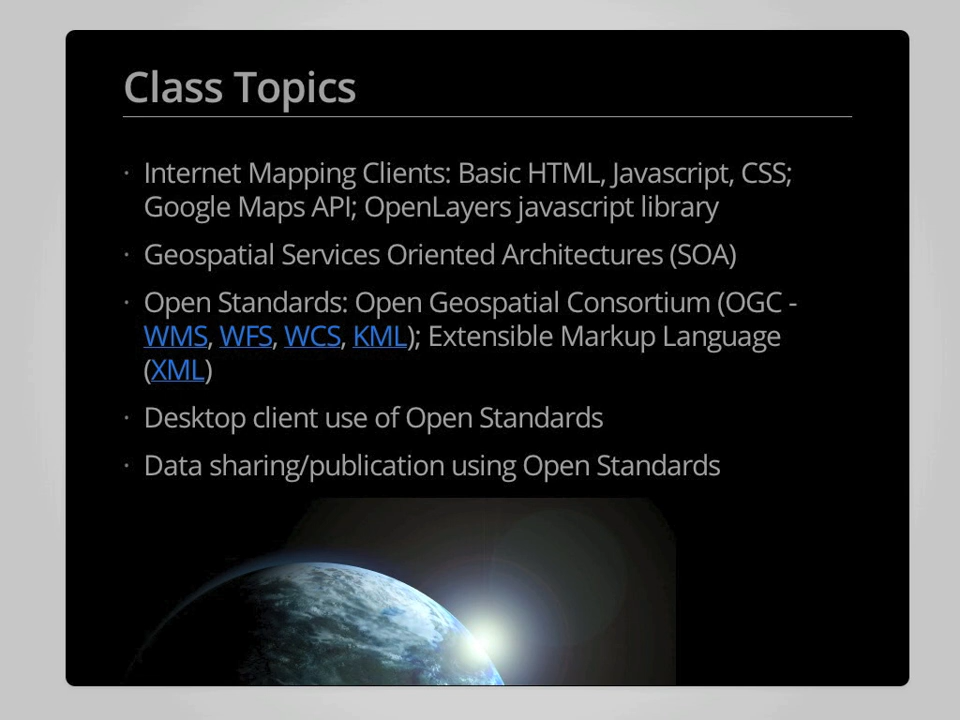 Class Topics
· Internet Mapping Clients: Basic HTML, Javascript, CSS;
Google Maps API; OpenLayers javascript library
· Geospatial Services Oriented Architectures (SOA)
· Open Standards: Open Geospatial Consortium (OGC -
WMS, WFS, WCS, KML); Extensible Markup Language
(XML)
· Desktop client use of Open Standards
· Data sharing/publication using Open Standards